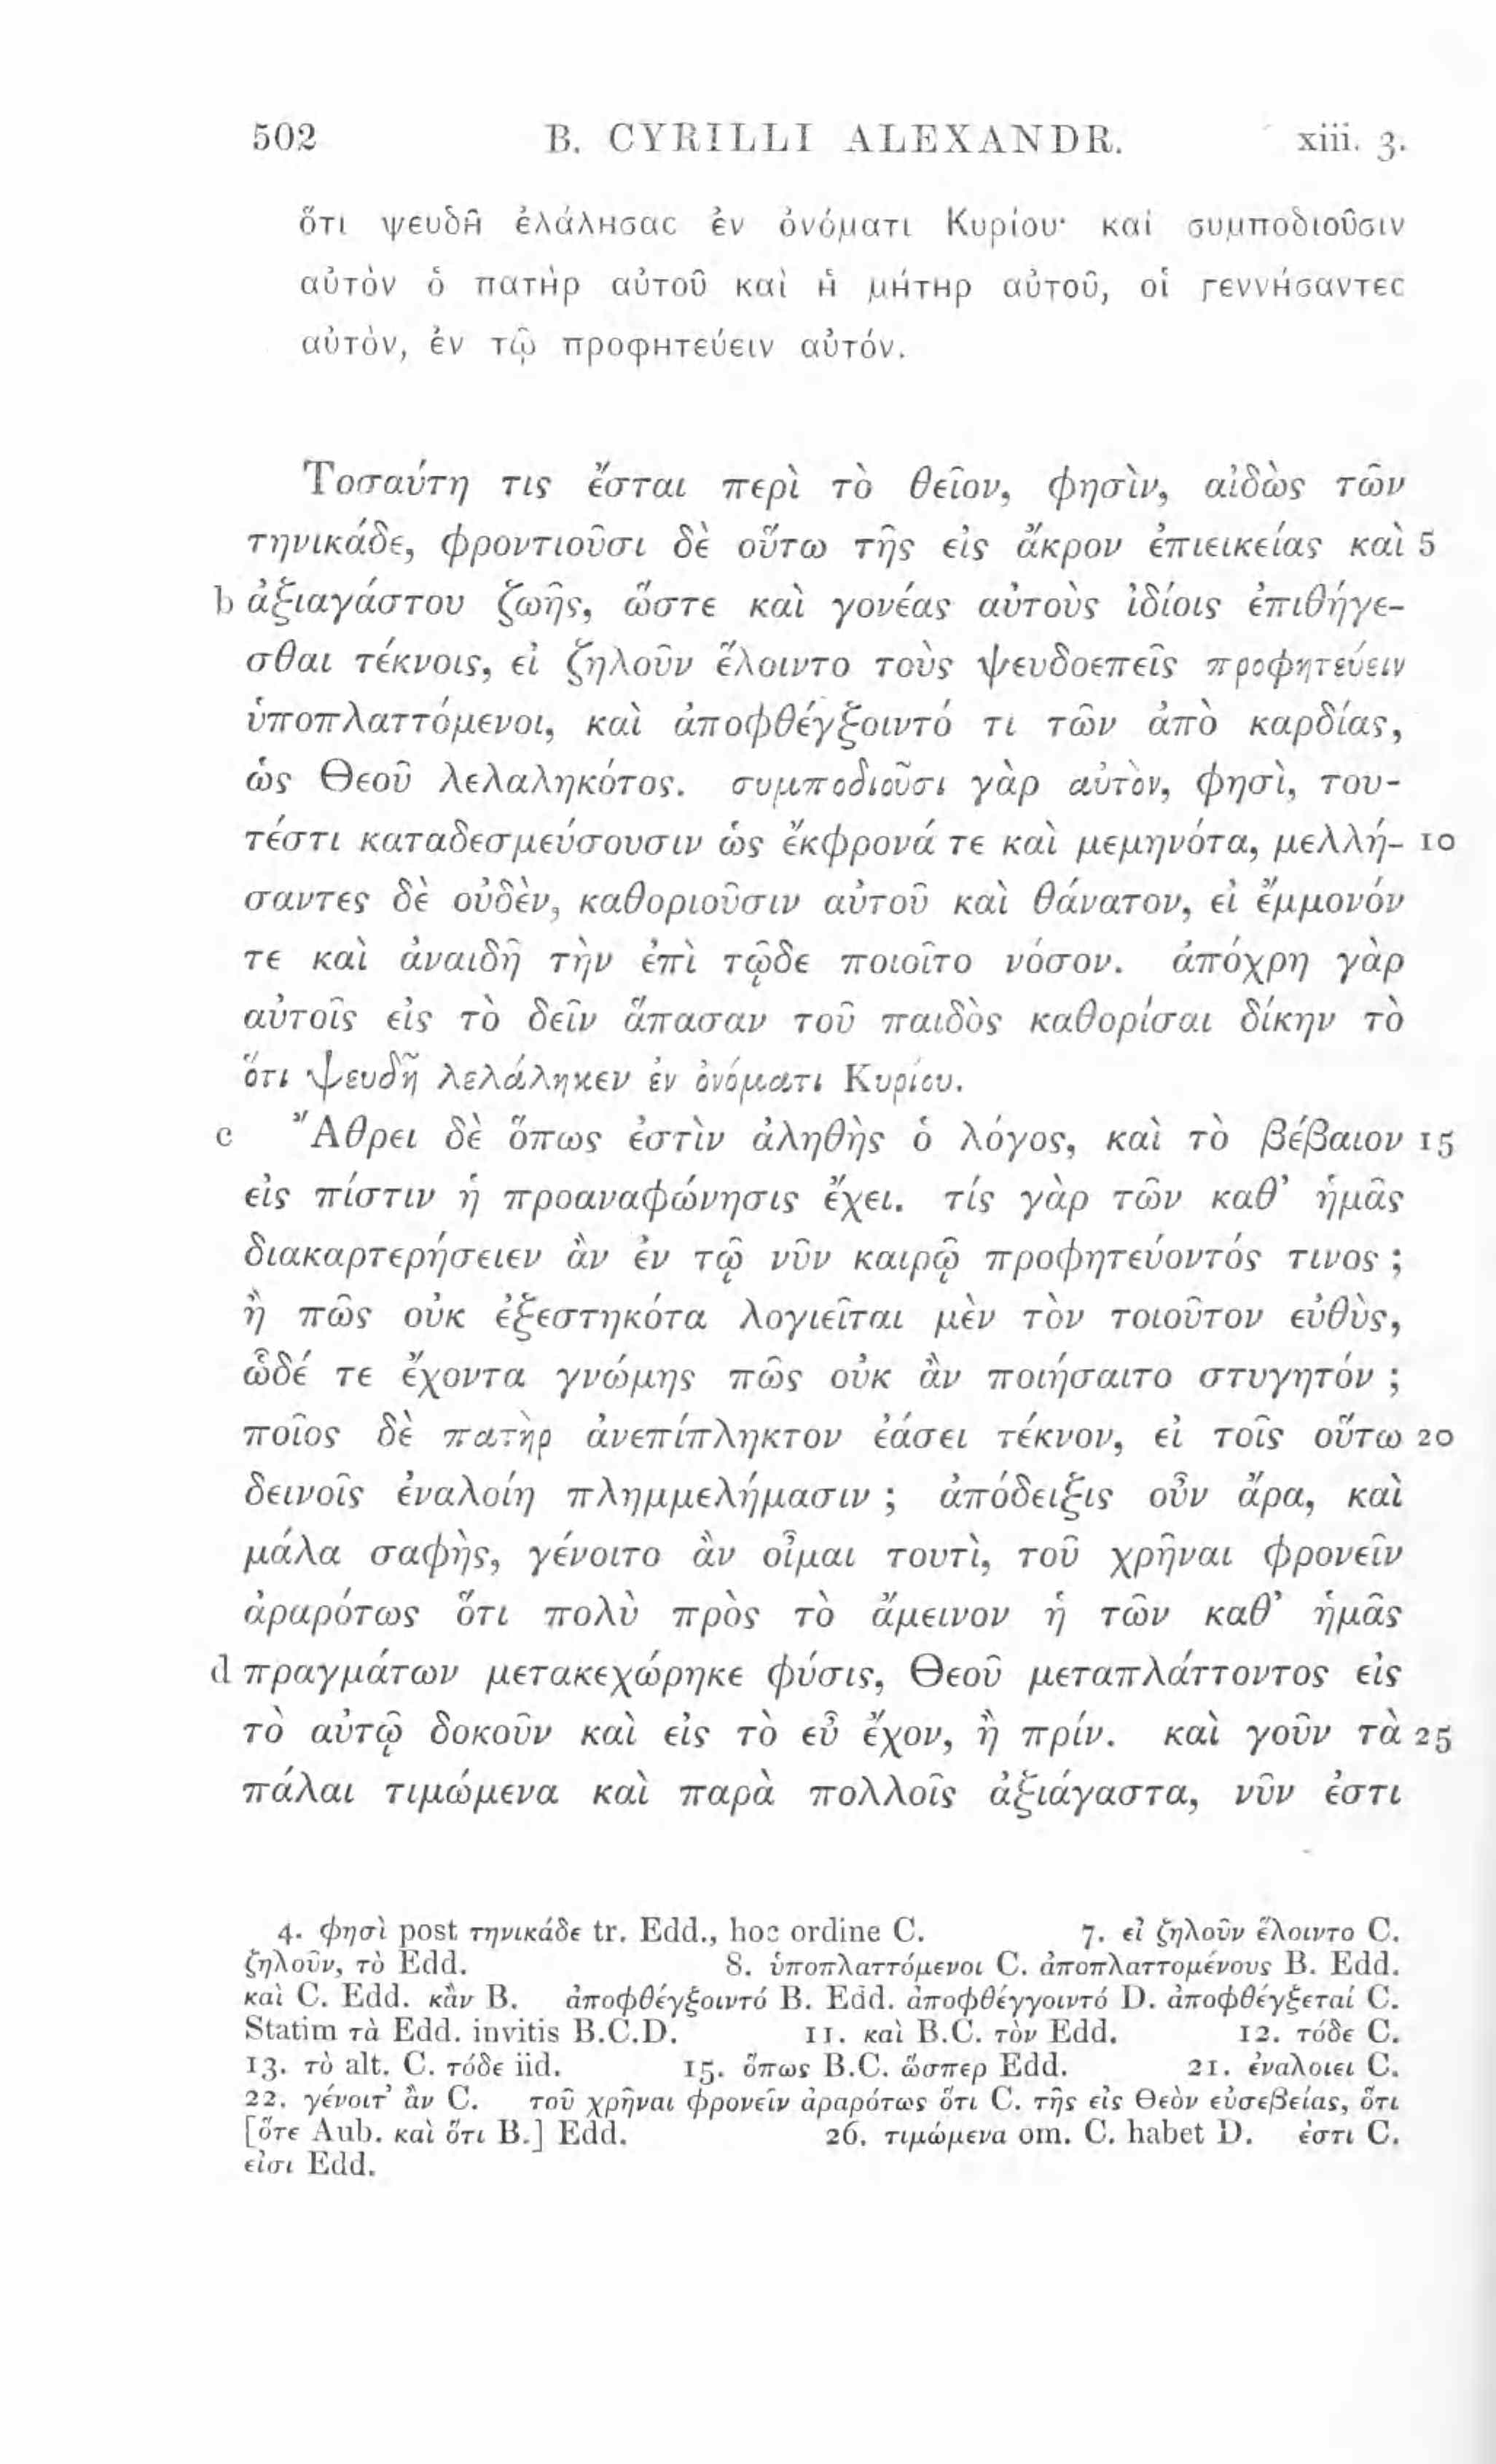 502 B. CYRILLI ALEXANDR. xiii. 3.
ὅτι ψευδῆ ἐλάλησας ἐν ὀνόματι Κυρίου· καὶ συμποδιοῦσιν
αὐτὸν ὁ πατὴρ αὐτοῦ καὶ ἡ μήτηρ αὐτοῦ, οἱ γεννήσαντες
αὐτὸν, ἐν τῷ προφητεύειν αὐτόν.
Τοσαύτη τις ἔσται περὶ τὸ θεῖον, φησὶν, αἰδὼς τῶν
τηνικάδε, φροντιοῦσι δὲ οὕτω τῆς εἰς ἄκρον ἐπιεικείας καὶ 5
b ἀξιαγάστου ζωῆς, ὥστε καὶ γονέας αὐτοὺς ἰδίοις ἐπιθήγε-
σθαι τέκνοις, εἰ ζηλοῦν ἕλοιντο τοὺς ψευδοεπεῖς προφητεύειν
ὑποπλαττόμενοι, καὶ ἀποφθέγξοιντό τι τῶν ἀπὸ καρδίας,
ὡς Θεοῦ λελαληκότος. συμποδιοῦσι γὰρ αὐτὸν, φησὶ, του-
τέστι καταδεσμεύσουσιν ὡς ἔκφρονά τε καὶ μεμηνότα, μελλή- 10
σαντες δὲ οὐδὲν, καθοριοῦσιν αὐτοῦ καὶ θάνατον, εἰ ἔμμονόν
τε καὶ ἀναιδῆ τὴν ἐπὶ τῷδε ποιοῖτο νόσον. ἀπόχρη γὰρ
αὐτοῖς εἰς τὸ δεῖν ἅπασαν τοῦ παιδὸς καθορίσαι δίκην τὸ
ὅτι ψευδῆ λελάληκεν ἐν ὀνόματι Κυρίου.
c Ἄθρει δὲ ὅπως ἐστὶν ἀληθὴς ὁ λόγος, καὶ τὸ βέβαιον 15
εἰς πίστιν ἡ προαναφώνησις ἔχει. τίς γὰρ τῶν καθ’ ἡμᾶς
διακαρτερήσειεν ἂν ἐν τῷ νῦν καιρῷ προφητεύοντός τινος ;
ἢ πῶς οὐκ ἐξεστηκότα λογιεῖται μὲν τὸν τοιοῦτον εὐθὺς,
ὧδέ τε ἔχοντα γνώμης πῶς οὐκ ἂν ποιήσαιτο στυγητόν ;
ποῖος δὲ πατὴρ ἀνεπίπληκτον ἐάσει τέκνον, εἰ τοῖς οὕτω 20
δεινοῖς ἐναλοίη πλημμελήμασιν ; ἀπόδειξις οὖν ἄρα, καὶ
μάλα σαφὴς, γένοιτο ἂν οἶμαι τουτὶ, τοῦ χρῆναι φρονεῖν
ἀραρότως ὅτι πολὺ πρὸς τὸ ἄμεινον ἡ τῶν καθ’ ἡμᾶς
d πραγμάτων μετακεχώρηκε φύσις, Θεοῦ μεταπλάττοντος εἰς
τὸ αὐτῷ δοκοῦν καὶ εἰς τὸ εὖ ἔχον, ἢ πρίν. καὶ γοῦν τὰ 25
πάλαι τιμώμενα καὶ παρὰ πολλοῖς ἀξιάγαστα, νῦν ἐστι
4. φησὶ post τηνικάδε tr. Edd., hoc ordine C. 7. εἰ ζηλοῦν ἕλοιντο C.
ζηλοῦν, τὸ Edd. 8. ὑποπλαττόμενοι C. ἀποπλαττομένους B. Edd.
καὶ C. Edd. κἂν B. ἀποφθέγξοιντό B. Edd. ἀποφθέγγοιντό D. ἀποφθέγξεταί C.
Statim τὰ Edd. invitis B.C.D. 11. καὶ B.C. τὸν Edd. 12. τόδε C.
13. τὸ alt. C. τόδε iid. 15. ὅπως B.C. ὥσπερ Edd. 21. ἐναλοιει C.
22. γένοιτ’ ἂν C. τοῦ χρῆναι φρονεῖν ἀραρότως ὅτι C. τῆς εἰς Θεὸν εὐσεβείας, ὅτι
[ὅτε Aub. καὶ ὅτι B.] Edd. 26. τιμώμενα om. C. habet D. ἐστι C.
εἰσι Edd.